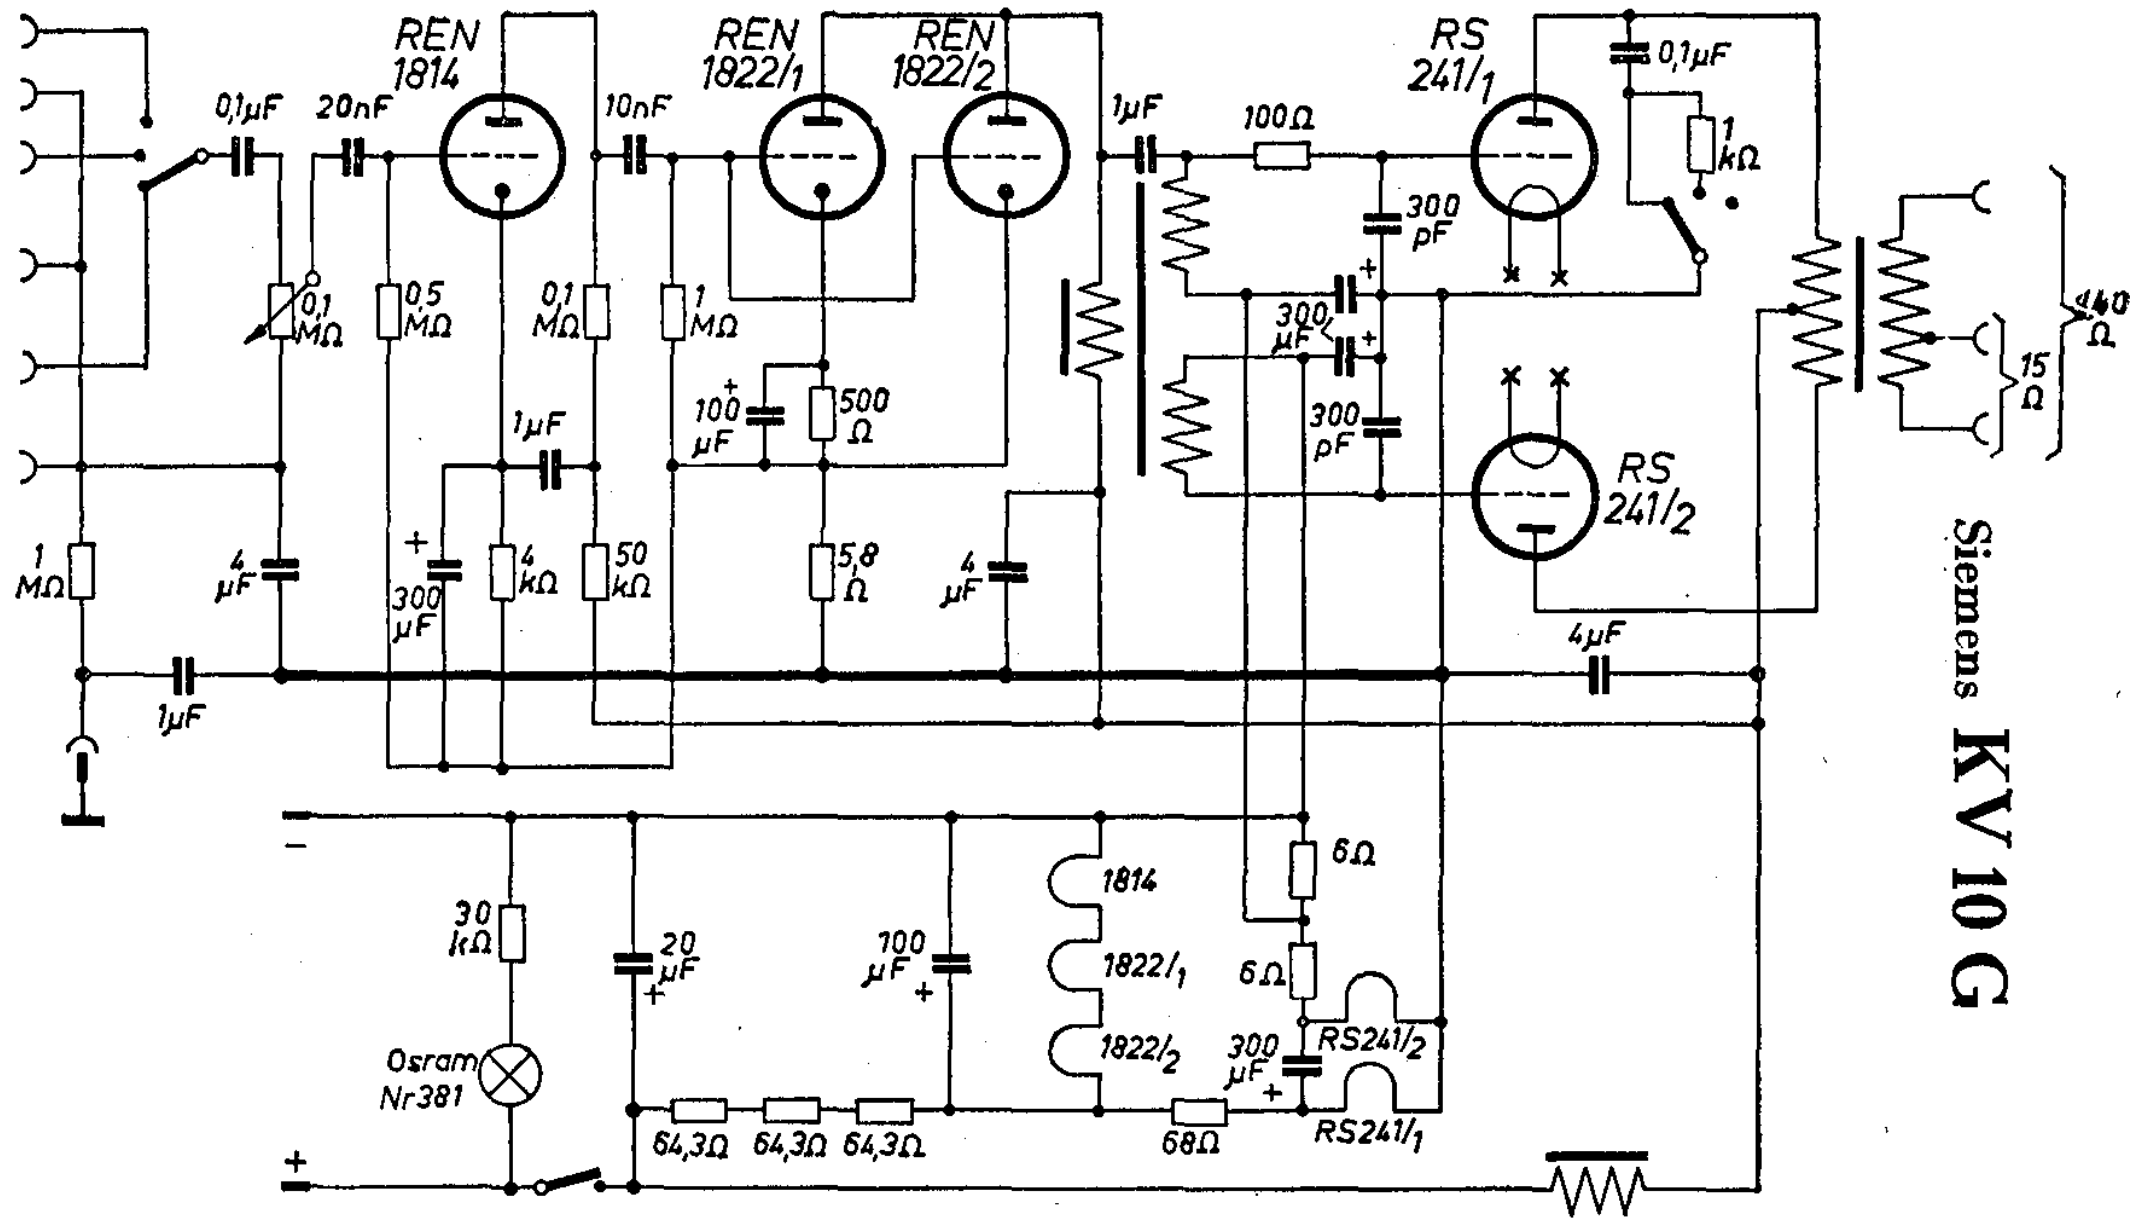 REN
1814
REN
1822/1
REN
1822/2
RS
241/1
0,1µF
20nF
10nF
1µF
100Ω
0,1µF
1
kΩ
0,1
MΩ
0,5
MΩ
0,1
MΩ
1
MΩ
300
pF
+
300
µF
+
440
Ω
15
Ω
+
100
µF
500
Ω
300
pF
1µF
RS
241/2
1
MΩ
4
µF
+
300
µF
4
kΩ
50
kΩ
5,8
Ω
4
µF
1µF
4µF
Siemens KV 10 G
−
30
kΩ
20
µF
+
100
µF
+
1814
1822/1
1822/2
6Ω
6Ω
RS241/2
300
µF
+
RS241/1
Osram
Nr381
64,3Ω
64,3Ω
64,3Ω
68Ω
+